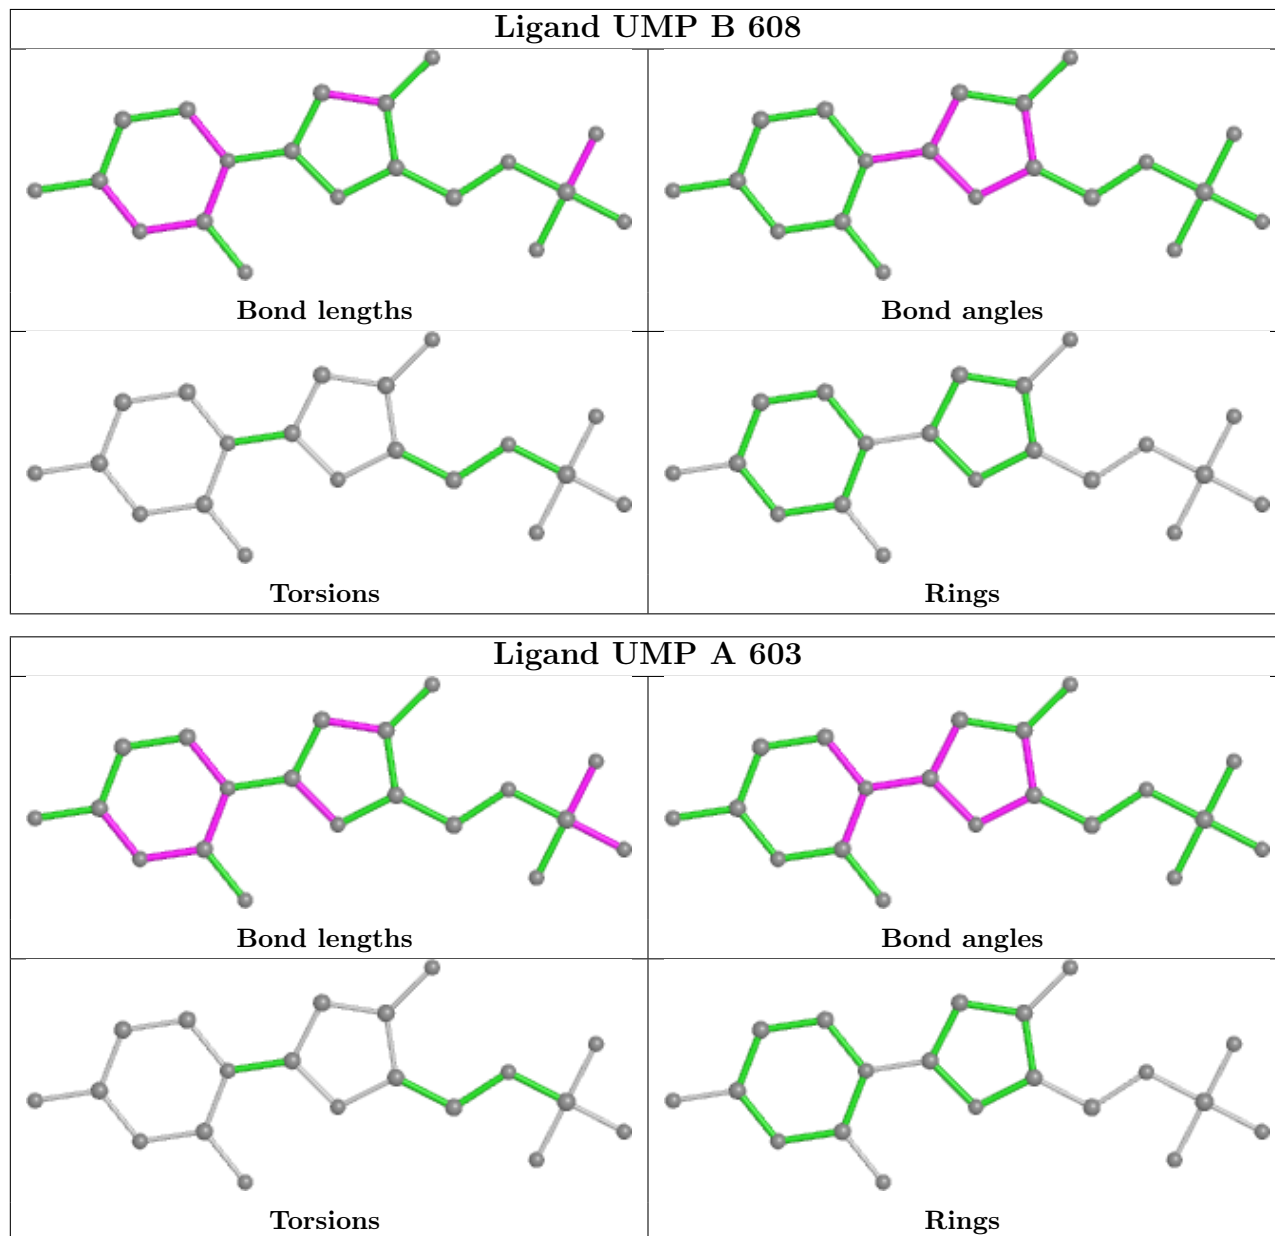 Ligand UMP B 608
Bond lengths
Bond angles
Torsions
Rings
Ligand UMP A 603
Bond lengths
Bond angles
Torsions
Rings